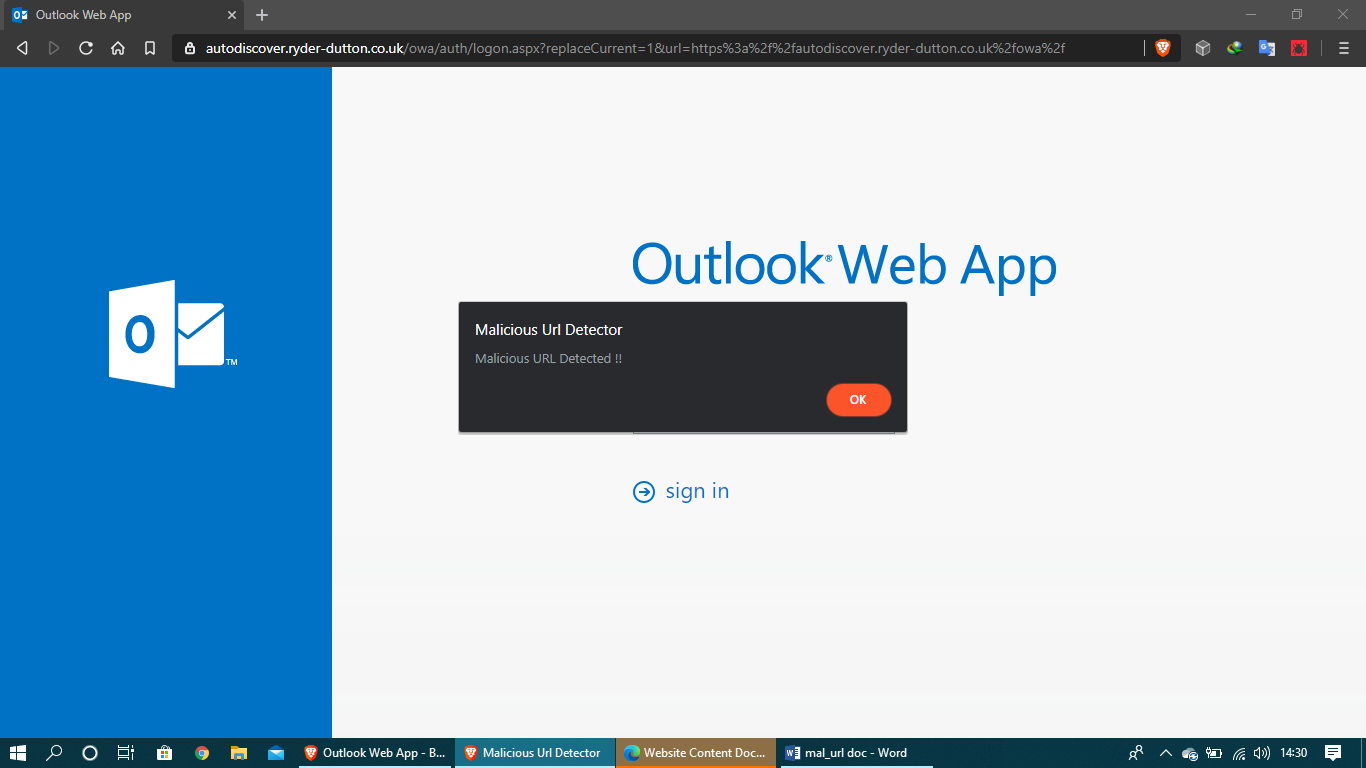 Outlook Web App
autodiscover.ryder-dutton.co.uk/owa/auth/logon.aspx?replaceCurrent=1&url=https%3a%2f%2fautodiscover.ryder-dutton.co.uk%2fowa%2f
Outlook® Web App
O
TM
Malicious Url Detector
Malicious URL Detected !!
OK
sign in
Outlook Web App - B...
Malicious Url Detector
Website Content Doc...
mal_url doc - Word
14:30